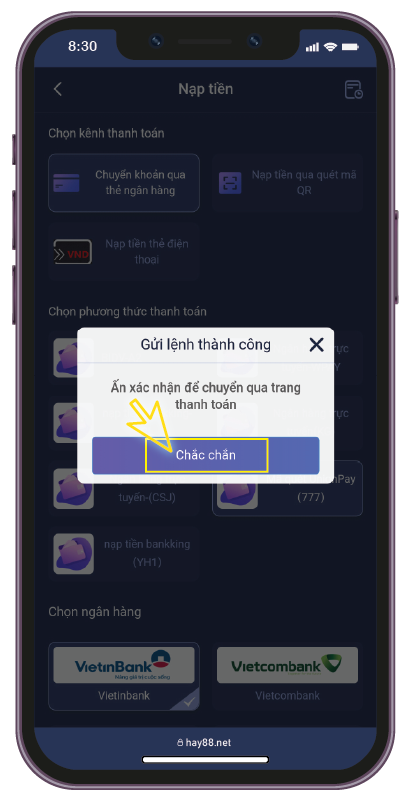 8:30
Nạp tiền
Chọn kênh thanh toán
Chuyển khoản qua
thẻ ngân hàng
Nạp tiền qua quét mã
QR
VND
Nạp tiền thẻ điện
thoại
Chọn phương thức thanh toán
Gửi lệnh thành công
Ấn xác nhận để chuyển qua trang
thanh toán
Chắc chắn
tuyến-(CSJ)
(777)
nạp tiền bankking
(YH1)
Chọn ngân hàng
VietinBank
Nâng giá trị cuộc sống
Vietinbank
Vietcombank
Vietcombank
hay88.net